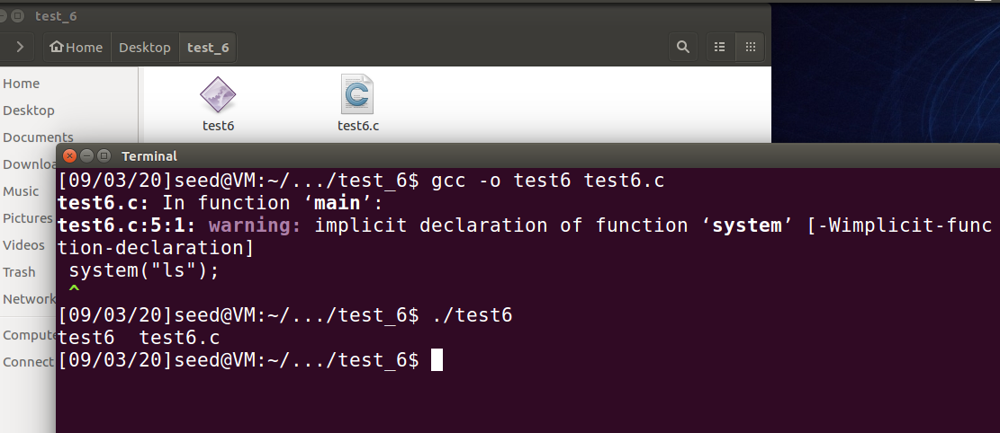 test_6
Home Desktop test_6
Home
Desktop
Documents
Music
Pictures
Videos
Trash
Network
Connect
test6 test6.c
Terminal
[09/03/20]seed@VM:~/.../test_6$ gcc -o test6 test6.c
test6.c: In function ‘main’:
test6.c:5:1: warning: implicit declaration of function ‘system’ [-Wimplicit-func
tion-declaration]
system("ls");
^
[09/03/20]seed@VM:~/.../test_6$ ./test6
test6 test6.c
[09/03/20]seed@VM:~/.../test_6$